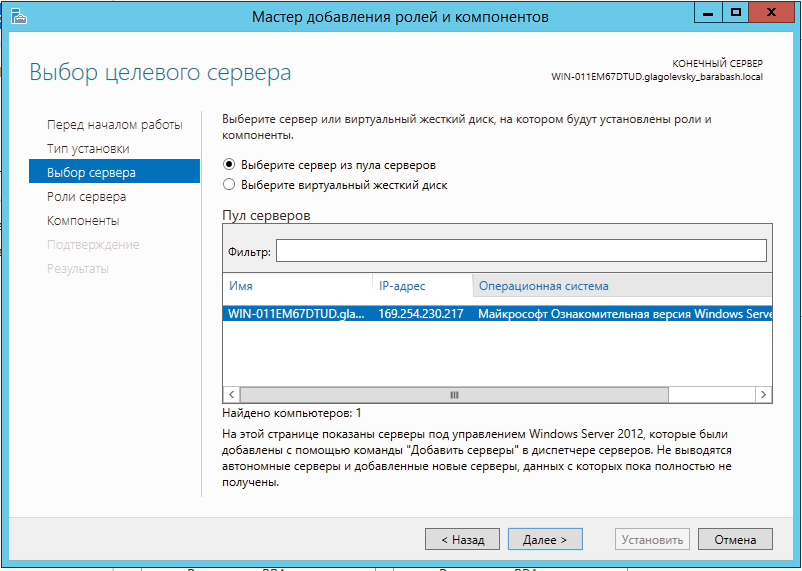 Мастер добавления ролей и компонентов
Выбор целевого сервера
КОНЕЧНЫЙ СЕРВЕР
WIN-011EM67DTUD.glagolevsky_barabash.local
Перед началом работы
Тип установки
Выбор сервера
Роли сервера
Компоненты
Подтверждение
Результаты
Выберите сервер или виртуальный жесткий диск, на котором будут установлены роли и
компоненты.
Выберите сервер из пула серверов
Выберите виртуальный жесткий диск
Пул серверов
Фильтр:
Имя IP-адрес Операционная система
WIN-011EM67DTUD.gla... 169.254.230.217 Майкрософт Ознакомительная версия Windows Serve
Найдено компьютеров: 1
На этой странице показаны серверы под управлением Windows Server 2012, которые были
добавлены с помощью команды "Добавить серверы" в диспетчере серверов. Не выводятся
автономные серверы и добавленные новые серверы, данных с которых пока полностью не
получены.
< Назад Далее > Установить Отмена